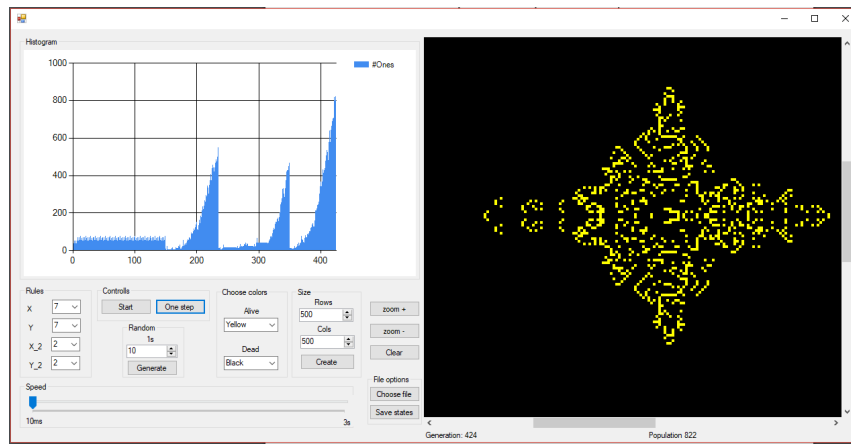 Histogram
1000
800
600
400
200
0
0 100 200 300 400
#Ones
Rules
X 7
Y 7
X_2 2
Y_2 2
Controlls
Start One step
Random
1s
10
Generate
Choose colors
Alive
Yellow
Dead
Black
Size
Rows
500
Cols
500
Create
zoom +
zoom -
Clear
File options
Choose file
Save states
Speed
10ms 3s
Generation: 424 Population 822